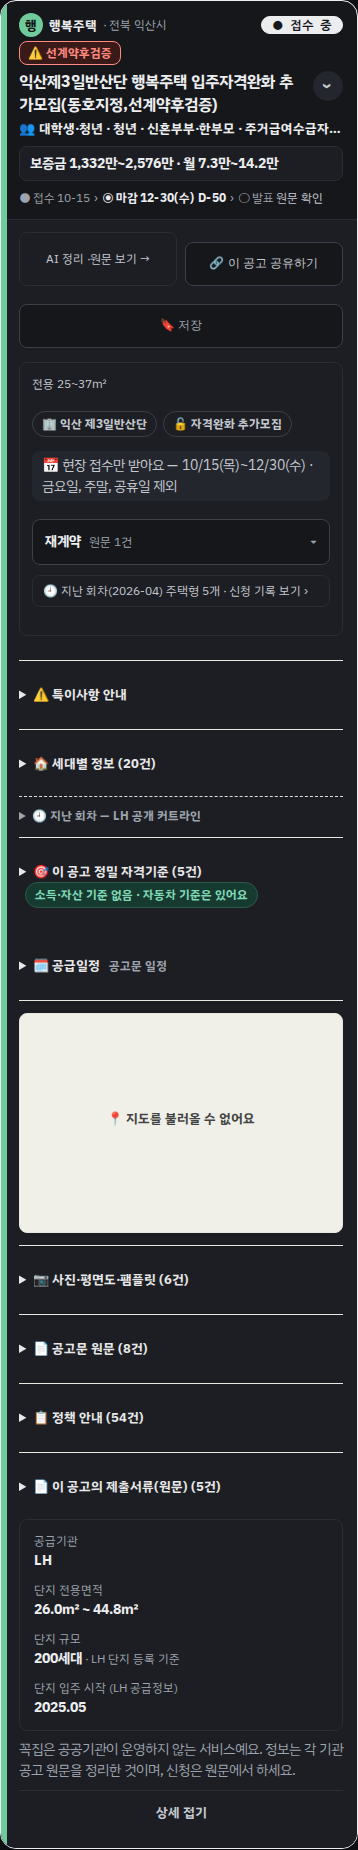 행 행복주택 · 전북 익산시 ● 접수 중
⚠️ 선계약후검증
익산제3일반산단 행복주택 입주자격완화 추
가모집(동호지정,선계약후검증)
👥 대학생·청년 · 청년 · 신혼부부·한부모 · 주거급여수급자...
보증금 1,332만~2,576만 · 월 7.3만~14.2만
접수 10-15 › 마감 12-30(수) D-50 › 발표 원문 확인
AI 정리 ·원문 보기 →
🔗 이 공고 공유하기
🔖 저장
전용 25~37m²
🏢 익산 제3일반산단
🔓 자격완화 추가모집
📅 현장 접수만 받아요 — 10/15(목)~12/30(수) ·
금요일, 주말, 공휴일 제외
재계약 원문 1건
🕘 지난 회차(2026-04) 주택형 5개 · 신청 기록 보기 ›
▶ ⚠️ 특이사항 안내
▶ 🏠 세대별 정보 (20건)
▶ 🕘 지난 회차 — LH 공개 커트라인
▶ 🎯 이 공고 정밀 자격기준 (5건)
소득·자산 기준 없음 · 자동차 기준은 있어요
▶ 🗓️ 공급일정 공고문 일정
📍 지도를 불러올 수 없어요
▶ 📷 사진·평면도·팸플릿 (6건)
▶ 📄 공고문 원문 (8건)
▶ 📋 정책 안내 (54건)
▶ 📄 이 공고의 제출서류(원문) (5건)
공급기관
LH
단지 전용면적
26.0m² ~ 44.8m²
단지 규모
200세대 · LH 단지 등록 기준
단지 입주 시작 (LH 공급정보)
2025.05
꼭집은 공공기관이 운영하지 않는 서비스예요. 정보는 각 기관
공고 원문을 정리한 것이며, 신청은 원문에서 하세요.
상세 접기